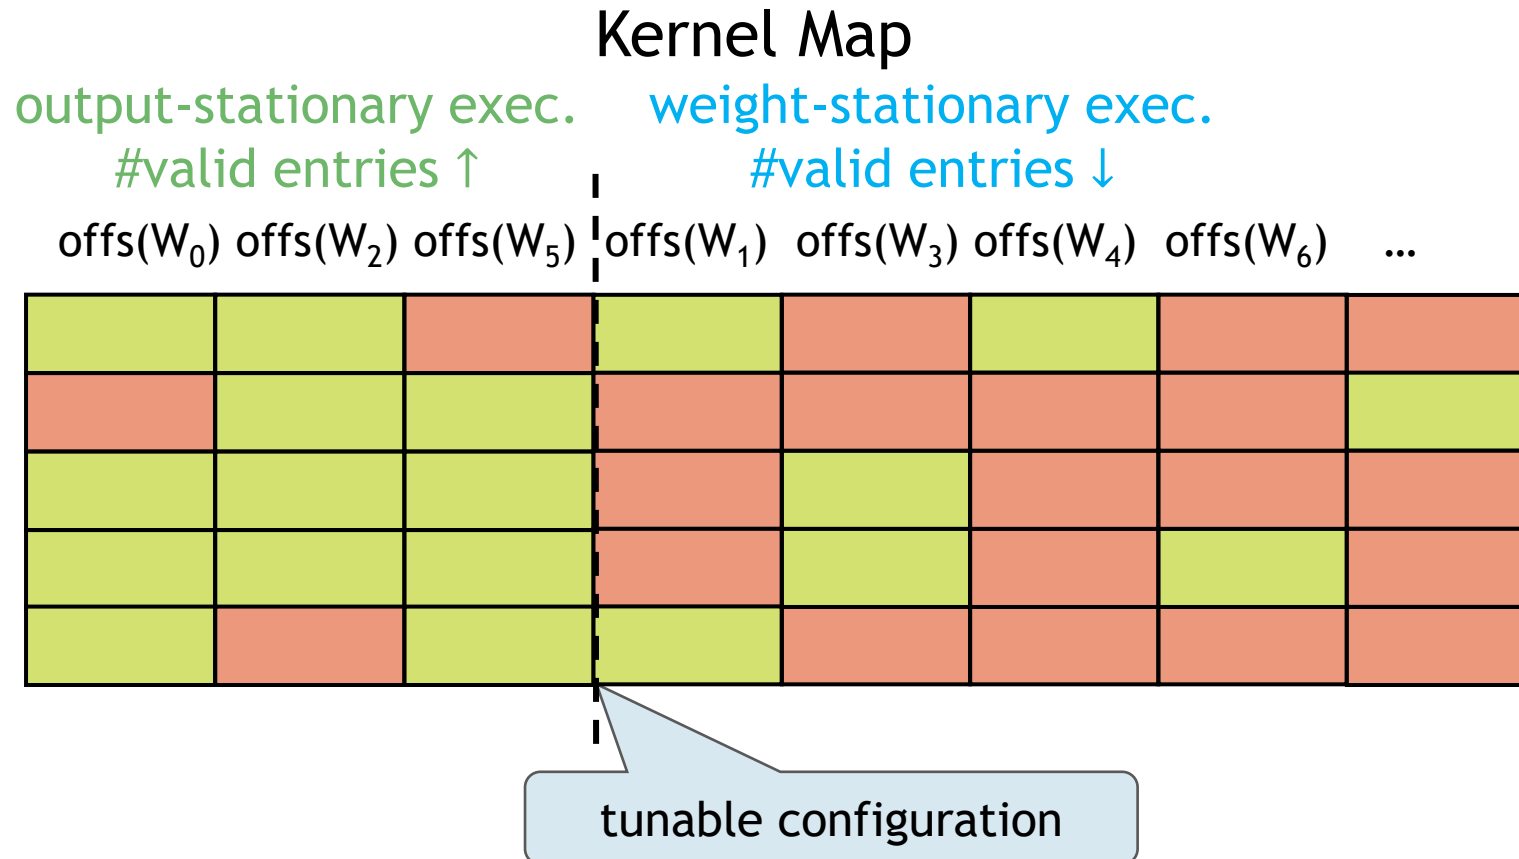 Kernel Map
output-stationary exec. weight-stationary exec.
#valid entries ↑ #valid entries ↓
offs(W₀) offs(W₂) offs(W₅) offs(W₁) offs(W₃) offs(W₄) offs(W₆) ...
tunable configuration